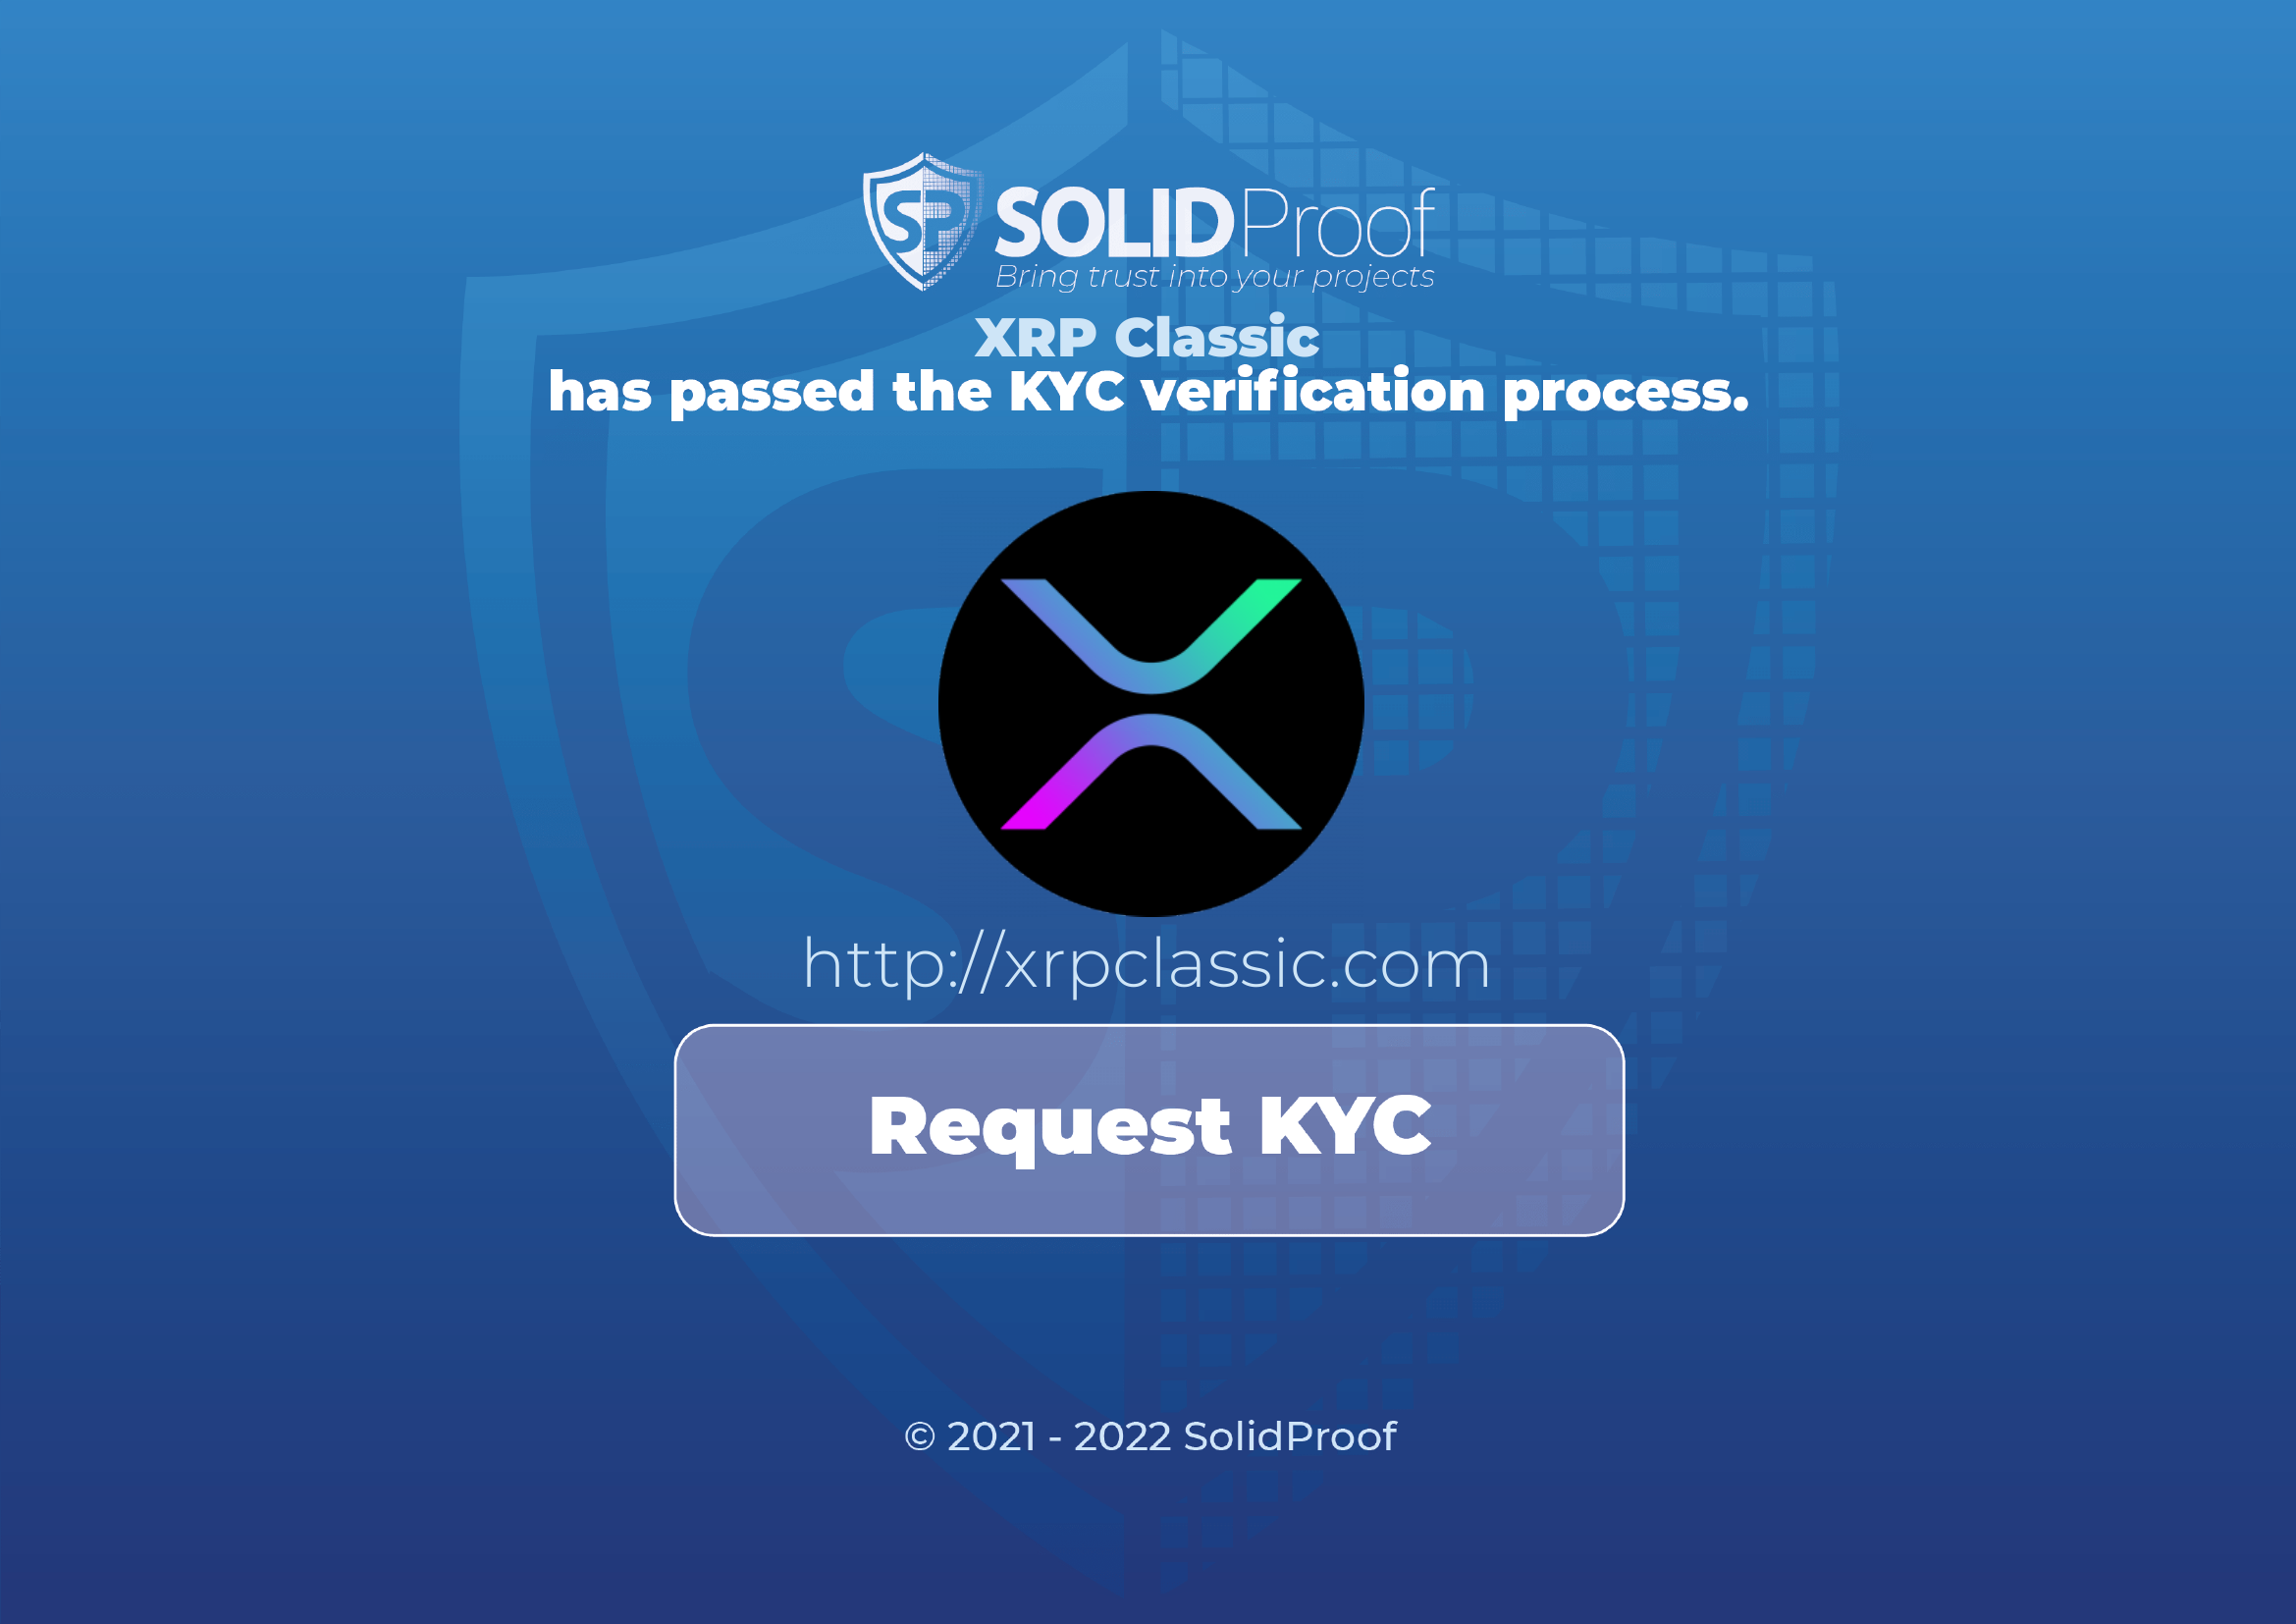 SP SOLIDProof
Bring trust into your projects
XRP Classic
has passed the KYC verification process.
http://xrpclassic.com
Request KYC
© 2021 - 2022 SolidProof